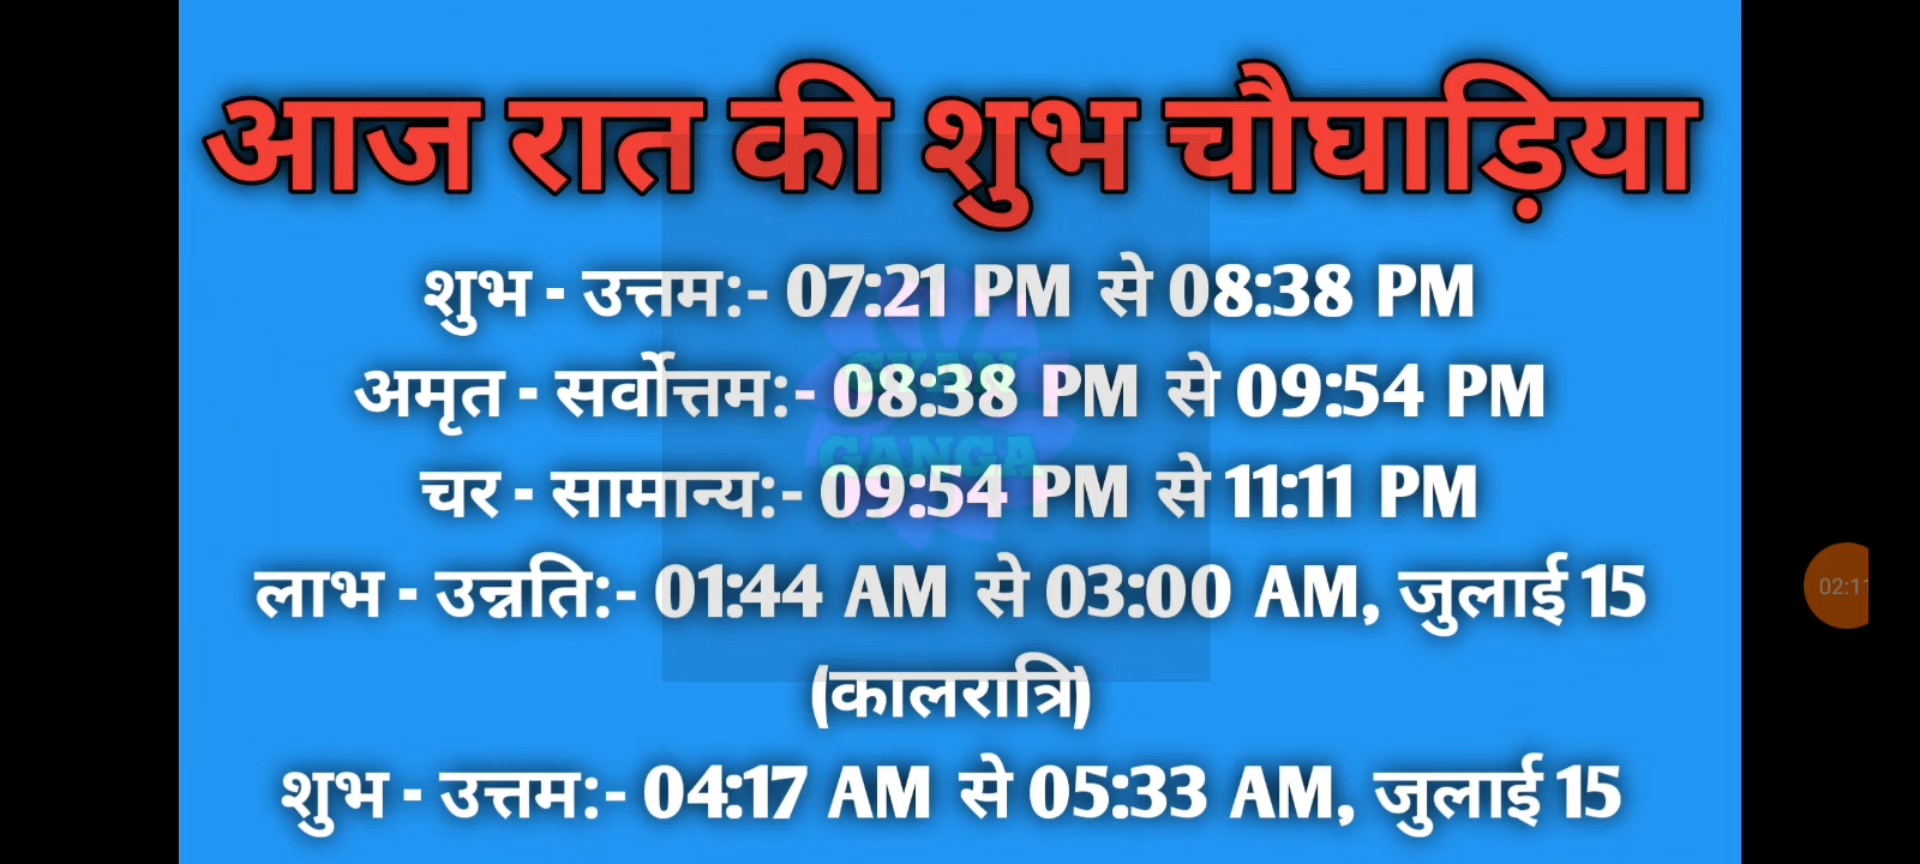 आज रात की शुभ चौघाड़िया
शुभ - उत्तम:- 07:21 PM से 08:38 PM
अमृत - सर्वोत्तम:- 08:38 PM से 09:54 PM
GYAN
GANGA
चर - सामान्य:- 09:54 PM से 11:11 PM
लाभ - उन्नति:- 01:44 AM से 03:00 AM, जुलाई 15
(कालरात्रि)
शुभ - उत्तम:- 04:17 AM से 05:33 AM, जुलाई 15